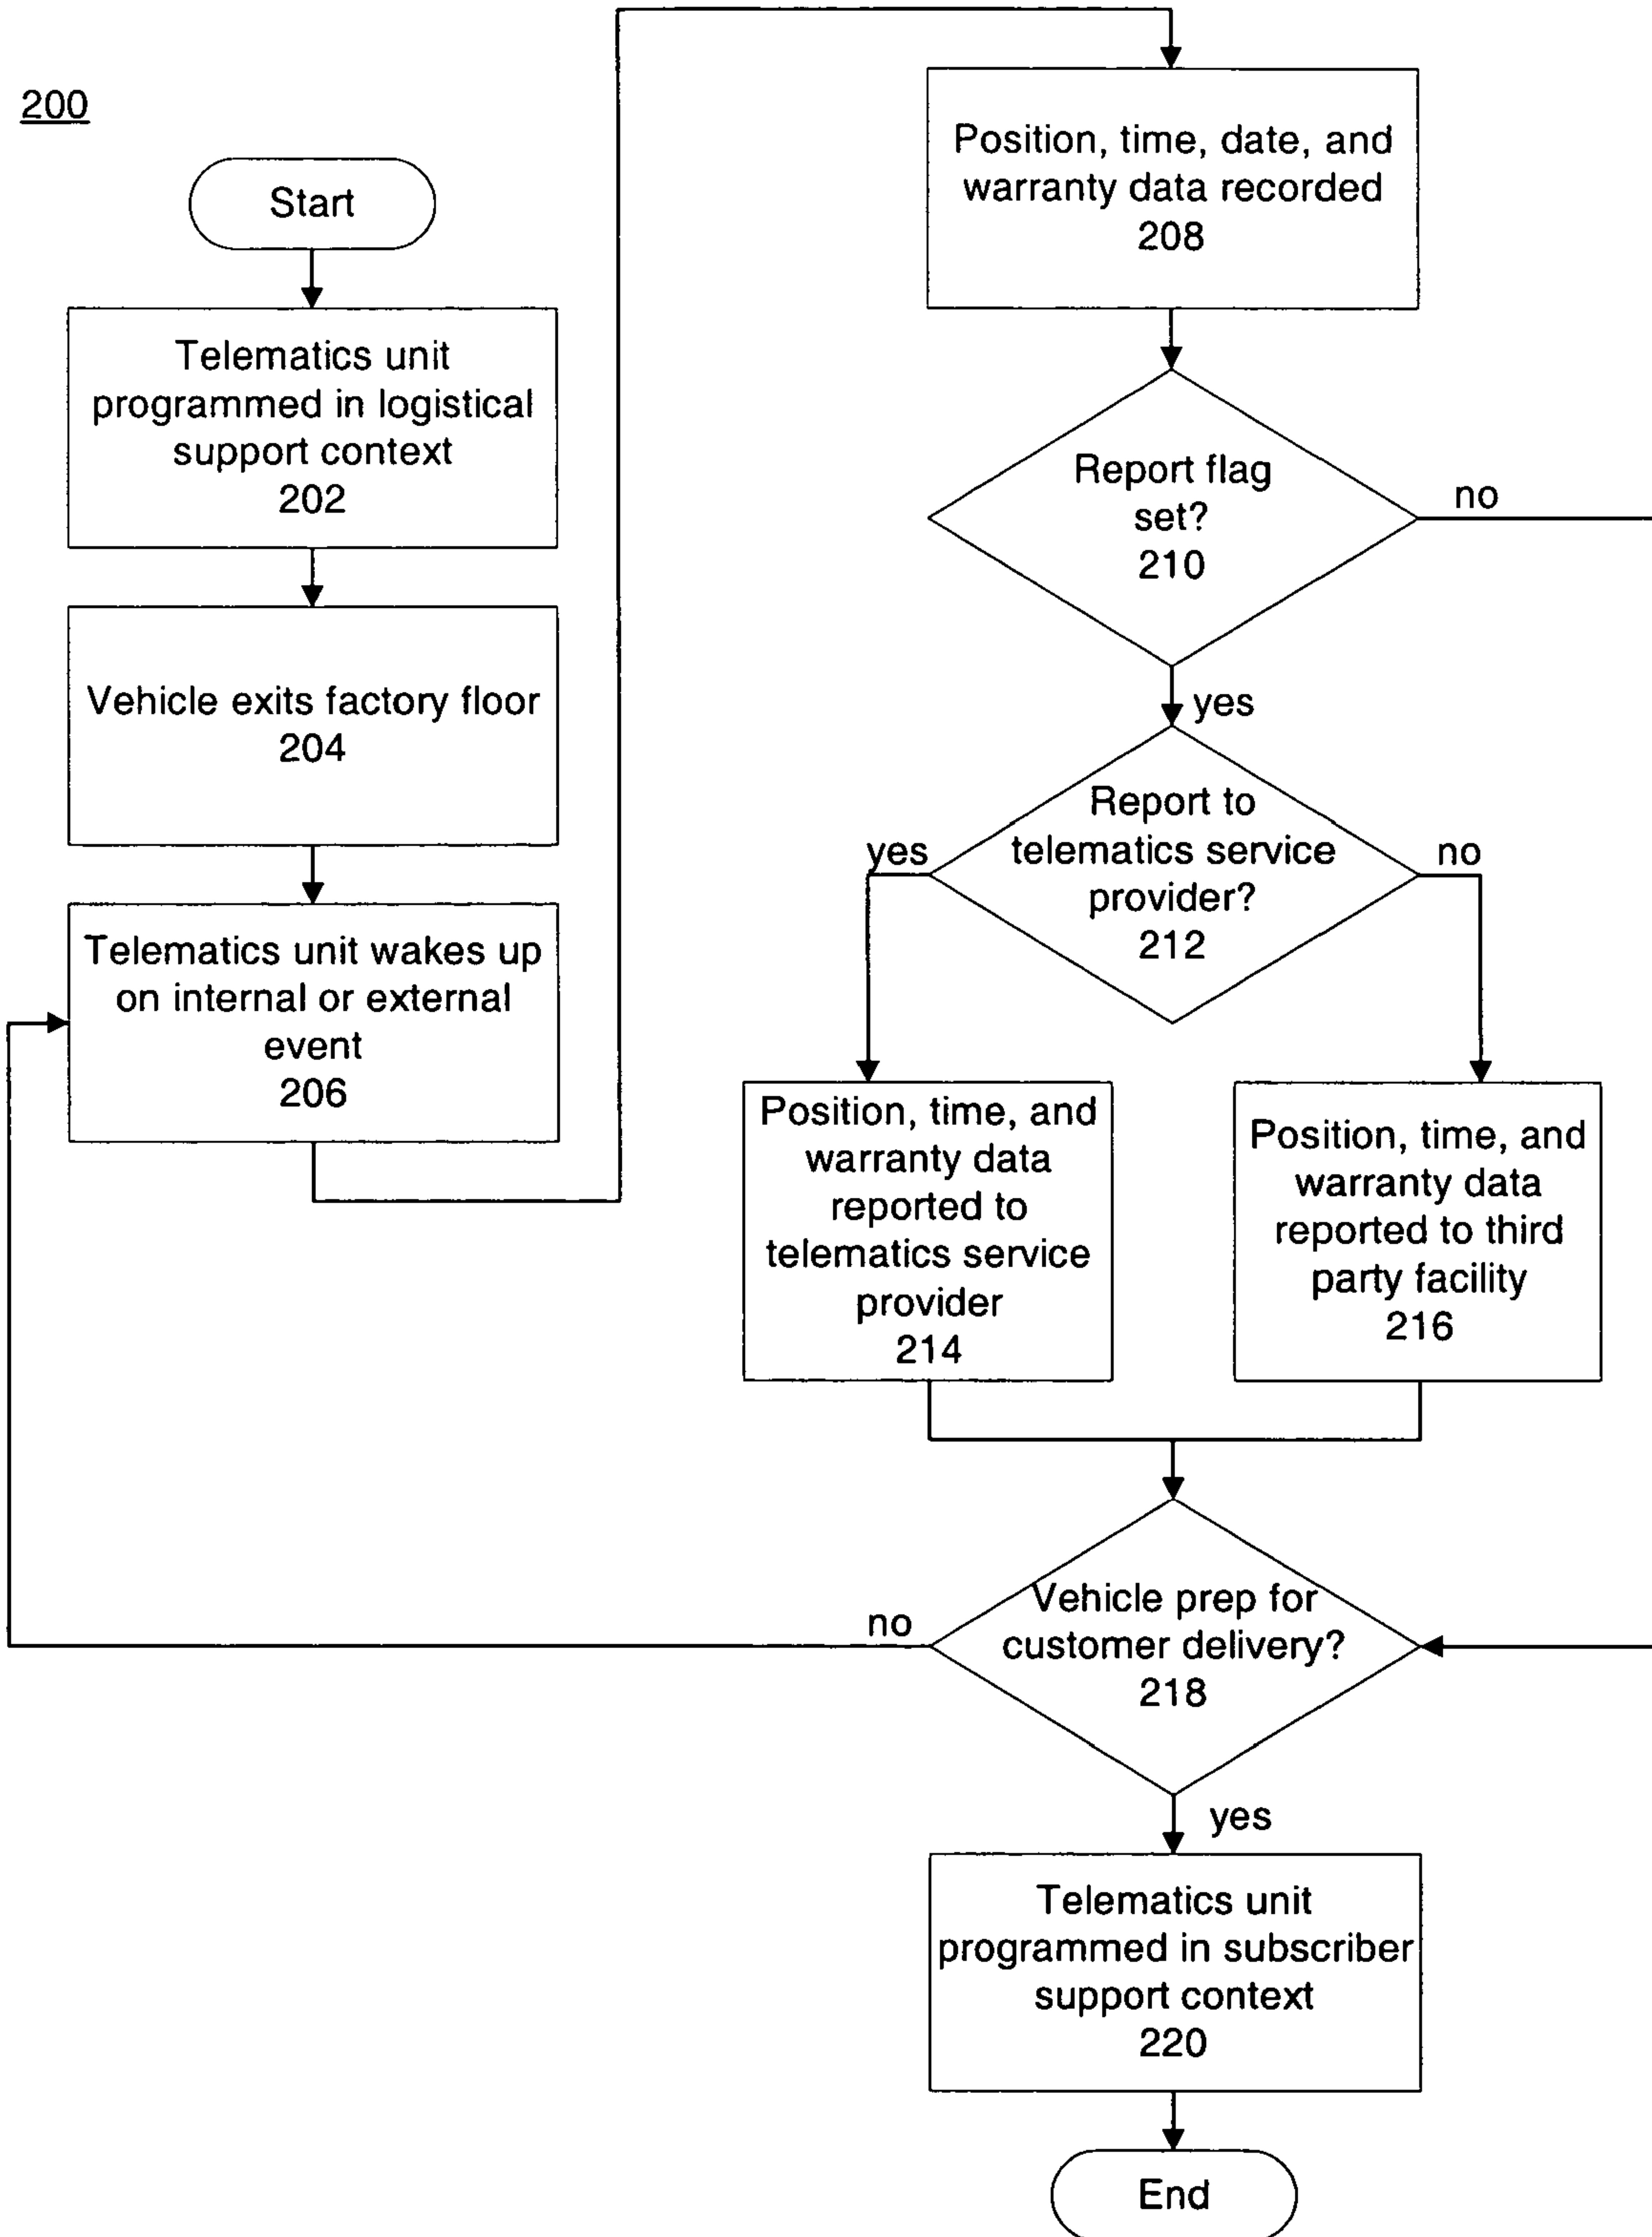 200
Start
Telematics unit
programmed in logistical
support context
202
Vehicle exits factory floor
204
Telematics unit wakes up
on internal or external
event
206
Position, time, date, and
warranty data recorded
208
Report flag
set?
210
no
yes
Report to
telematics service
provider?
212
yes
no
Position, time, and
warranty data
reported to
telematics service
provider
214
Position, time, and
warranty data
reported to third
party facility
216
Vehicle prep for
customer delivery?
218
no
yes
Telematics unit
programmed in subscriber
support context
220
End